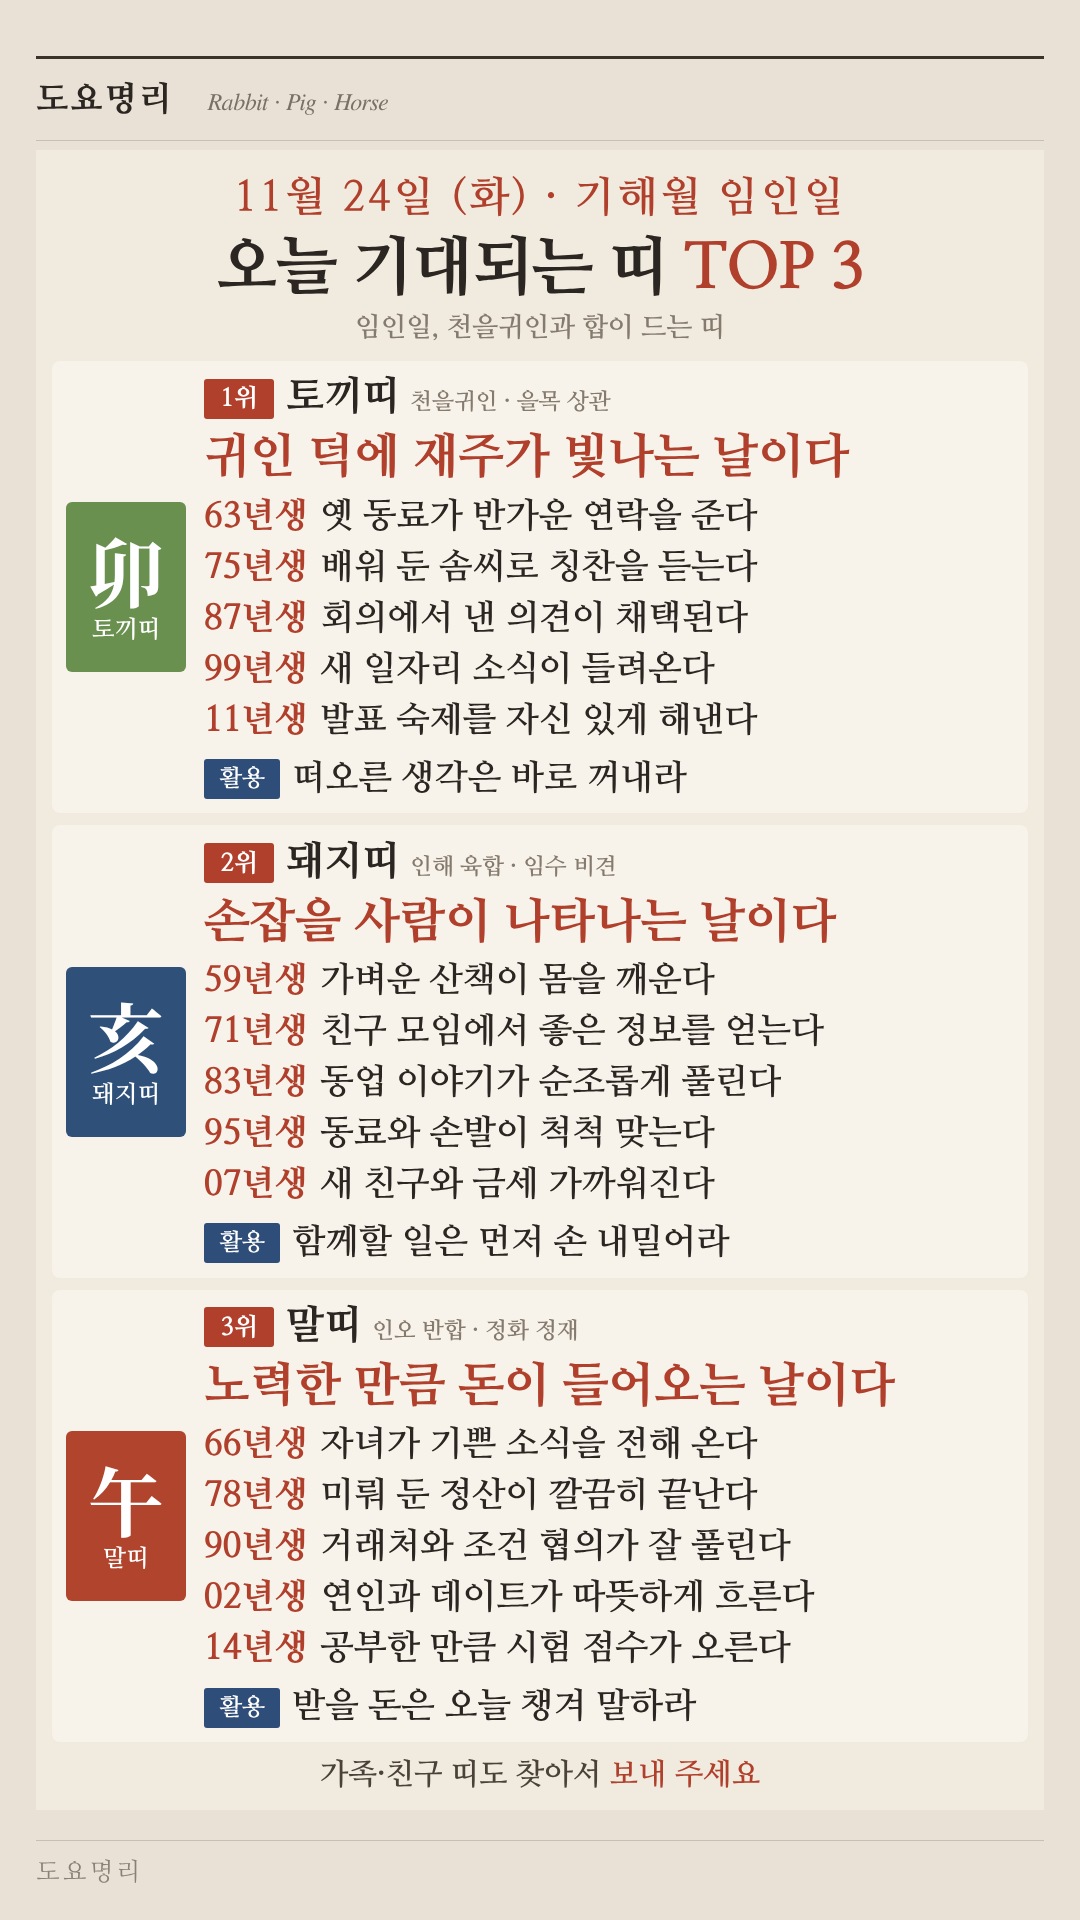 도요명리 Rabbit · Pig · Horse
11월 24일 (화) · 기해월 임인일
오늘 기대되는 띠 TOP 3
임인일, 천을귀인과 합이 드는 띠
卯
토끼띠
1위 토끼띠 천을귀인 · 을목 상관
귀인 덕에 재주가 빛나는 날이다
63년생 옛 동료가 반가운 연락을 준다
75년생 배워 둔 솜씨로 칭찬을 듣는다
87년생 회의에서 낸 의견이 채택된다
99년생 새 일자리 소식이 들려온다
11년생 발표 숙제를 자신 있게 해낸다
활용 떠오른 생각은 바로 꺼내라
亥
돼지띠
2위 돼지띠 인해 육합 · 임수 비견
손잡을 사람이 나타나는 날이다
59년생 가벼운 산책이 몸을 깨운다
71년생 친구 모임에서 좋은 정보를 얻는다
83년생 동업 이야기가 순조롭게 풀린다
95년생 동료와 손발이 척척 맞는다
07년생 새 친구와 금세 가까워진다
활용 함께할 일은 먼저 손 내밀어라
午
말띠
3위 말띠 인오 반합 · 정화 정재
노력한 만큼 돈이 들어오는 날이다
66년생 자녀가 기쁜 소식을 전해 온다
78년생 미뤄 둔 정산이 깔끔히 끝난다
90년생 거래처와 조건 협의가 잘 풀린다
02년생 연인과 데이트가 따뜻하게 흐른다
14년생 공부한 만큼 시험 점수가 오른다
활용 받을 돈은 오늘 챙겨 말하라
가족·친구 띠도 찾아서 보내 주세요
도요명리